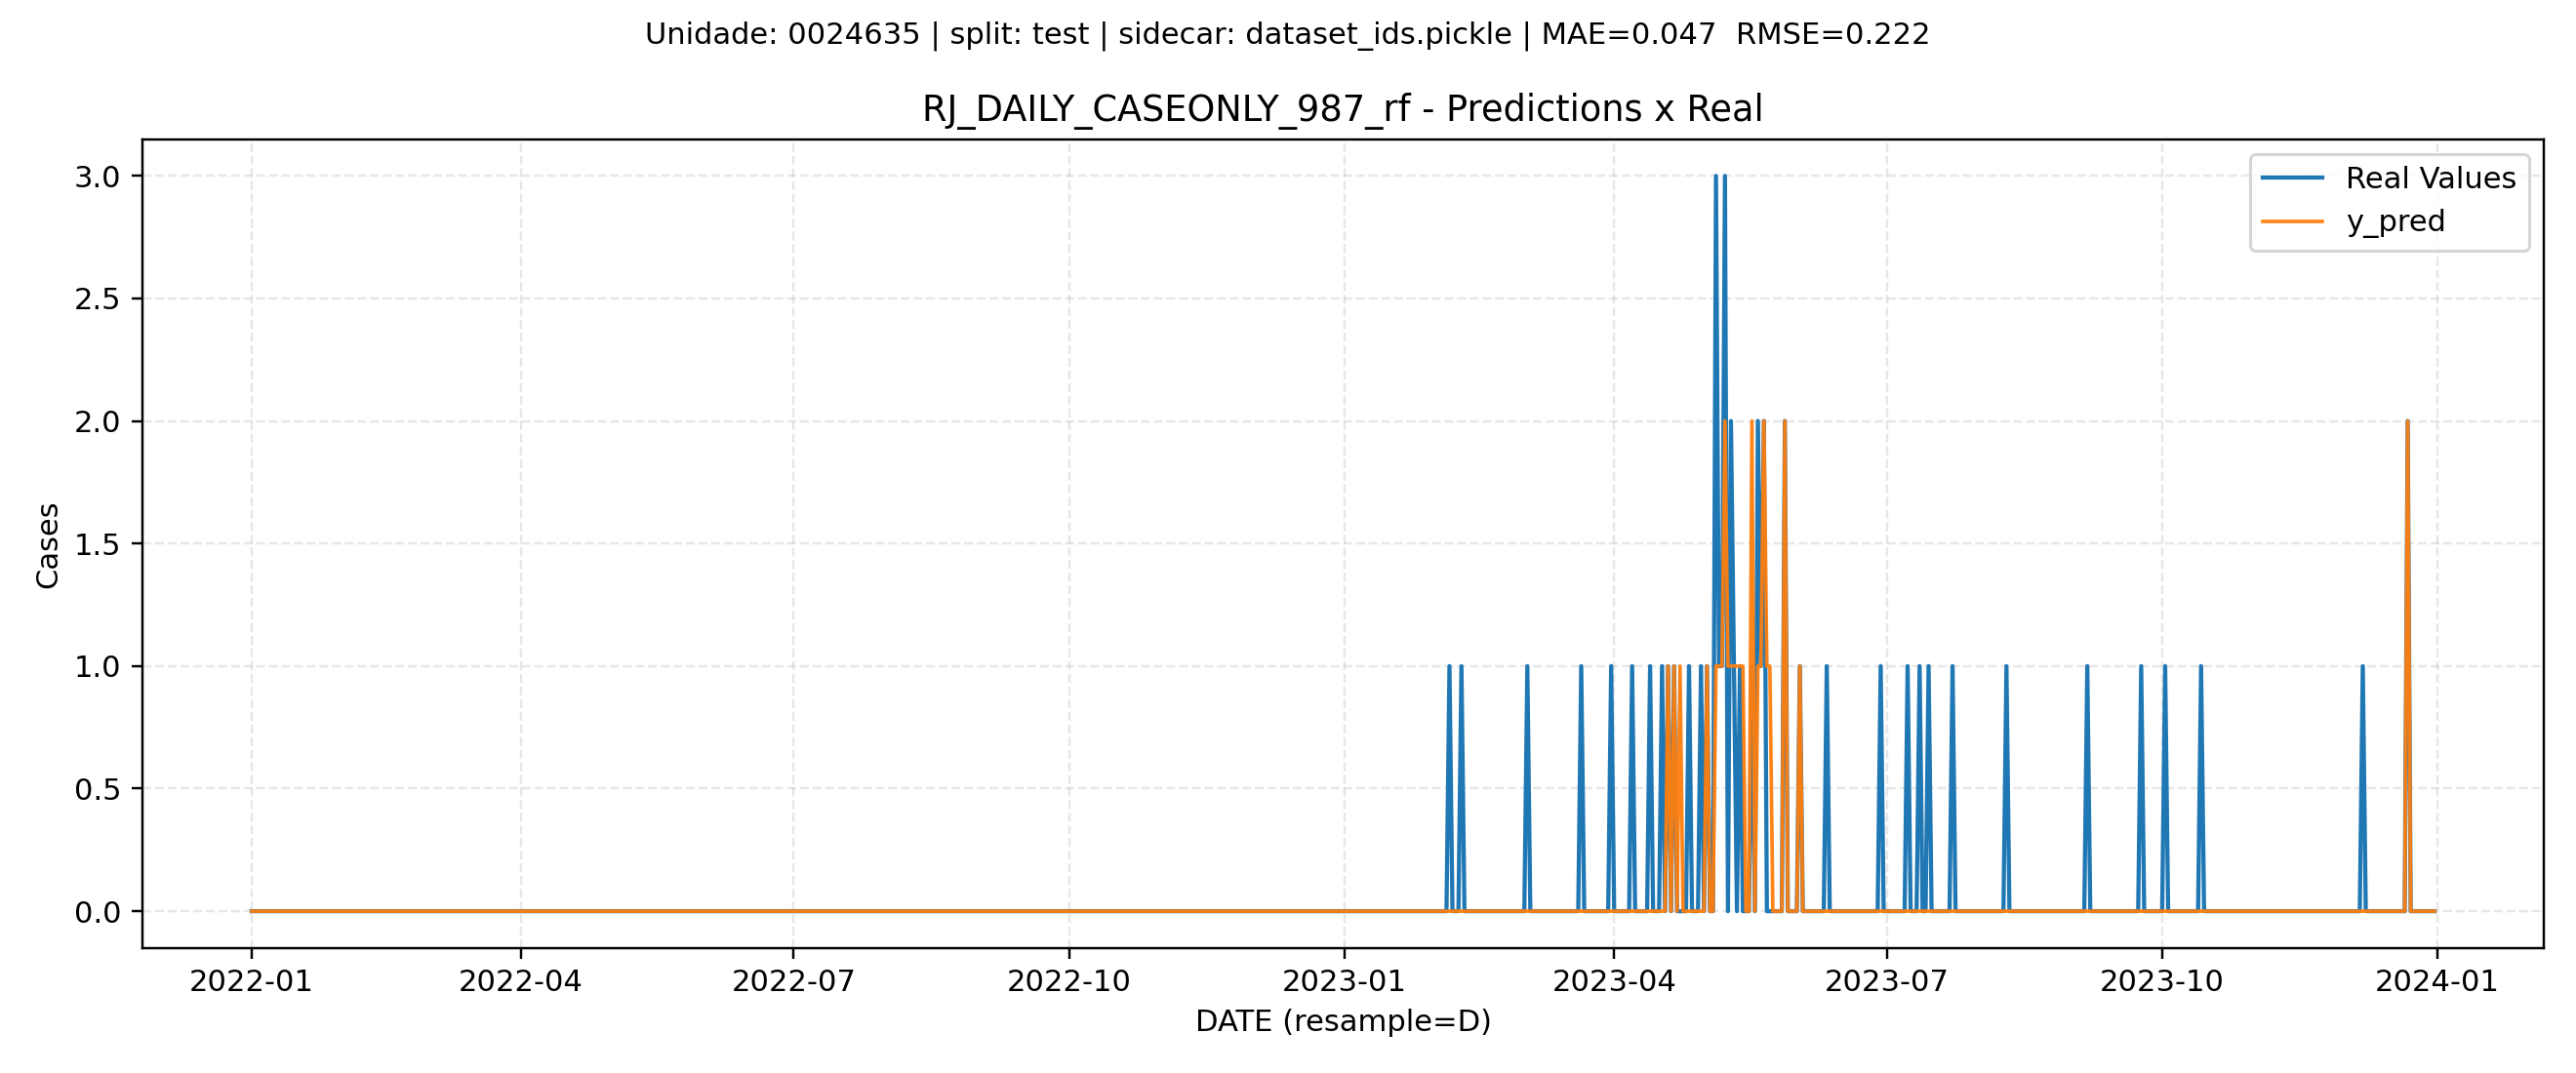 Unidade: 0024635 | split: test | sidecar: dataset_ids.pickle | MAE=0.047  RMSE=0.222
RJ_DAILY_CASEONLY_987_rf - Predictions x Real
Real Values
y_pred
3.0
2.5
2.0
1.5
1.0
0.5
0.0
Cases
2022-01 2022-04 2022-07 2022-10 2023-01 2023-04 2023-07 2023-10 2024-01
DATE (resample=D)